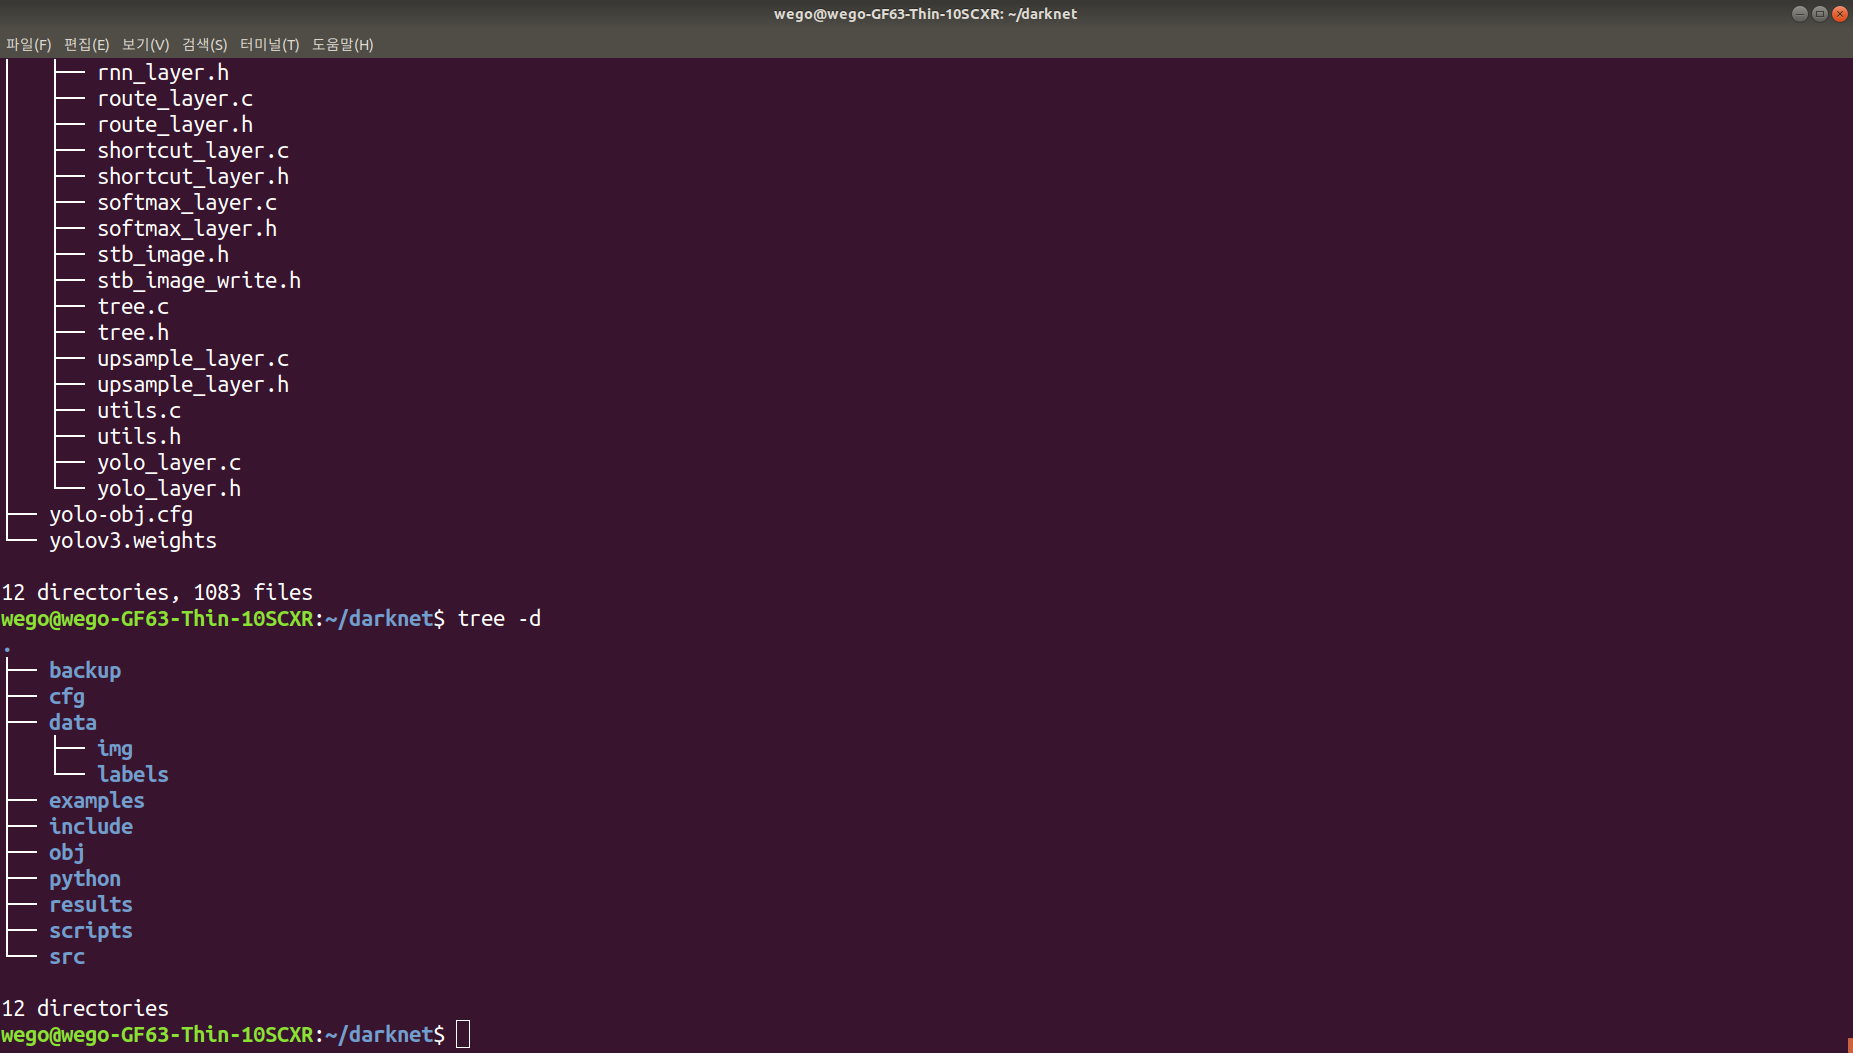 wego@wego-GF63-Thin-10SCXR: ~/darknet
파일(F) 편집(E) 보기(V) 검색(S) 터미널(T) 도움말(H)
│   ├── rnn_layer.h
│   ├── route_layer.c
│   ├── route_layer.h
│   ├── shortcut_layer.c
│   ├── shortcut_layer.h
│   ├── softmax_layer.c
│   ├── softmax_layer.h
│   ├── stb_image.h
│   ├── stb_image_write.h
│   ├── tree.c
│   ├── tree.h
│   ├── upsample_layer.c
│   ├── upsample_layer.h
│   ├── utils.c
│   ├── utils.h
│   ├── yolo_layer.c
│   └── yolo_layer.h
├── yolo-obj.cfg
└── yolov3.weights

12 directories, 1083 files
wego@wego-GF63-Thin-10SCXR:~/darknet$ tree -d
.
├── backup
├── cfg
├── data
│   ├── img
│   └── labels
├── examples
├── include
├── obj
├── python
├── results
├── scripts
└── src

12 directories
wego@wego-GF63-Thin-10SCXR:~/darknet$